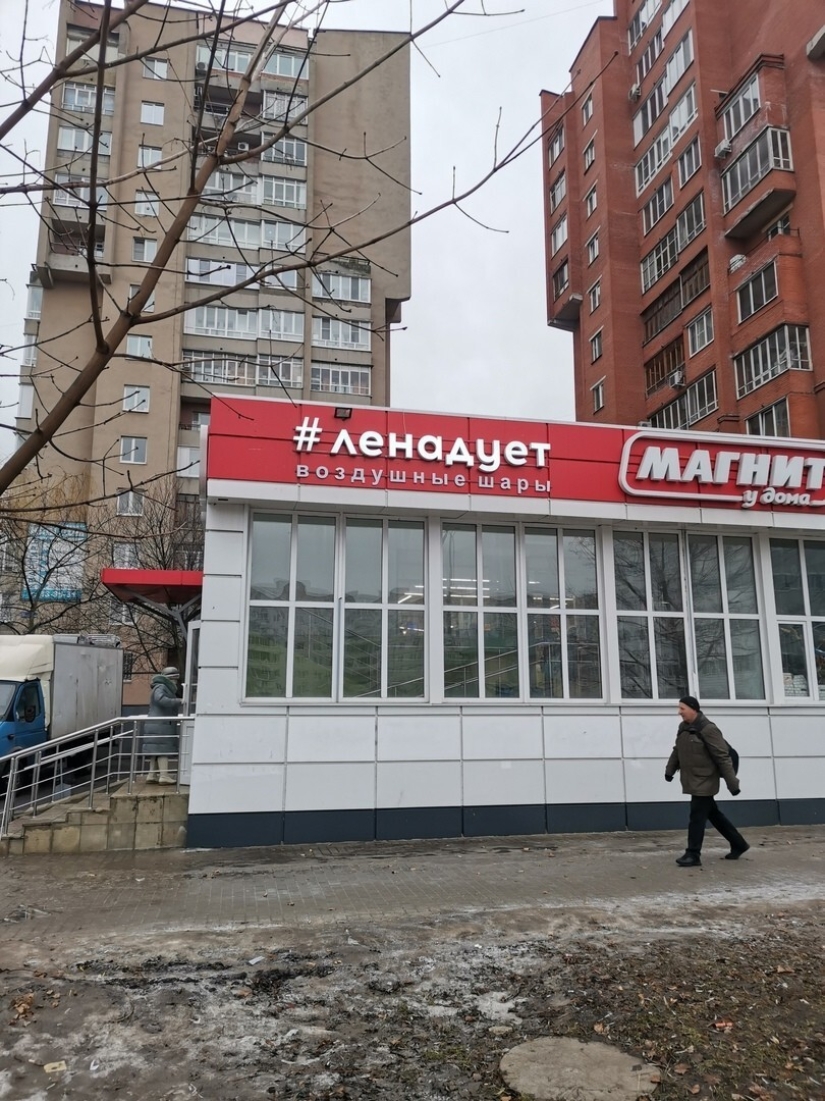 #ленадует
воздушные шары
МАГНИТ
у дома